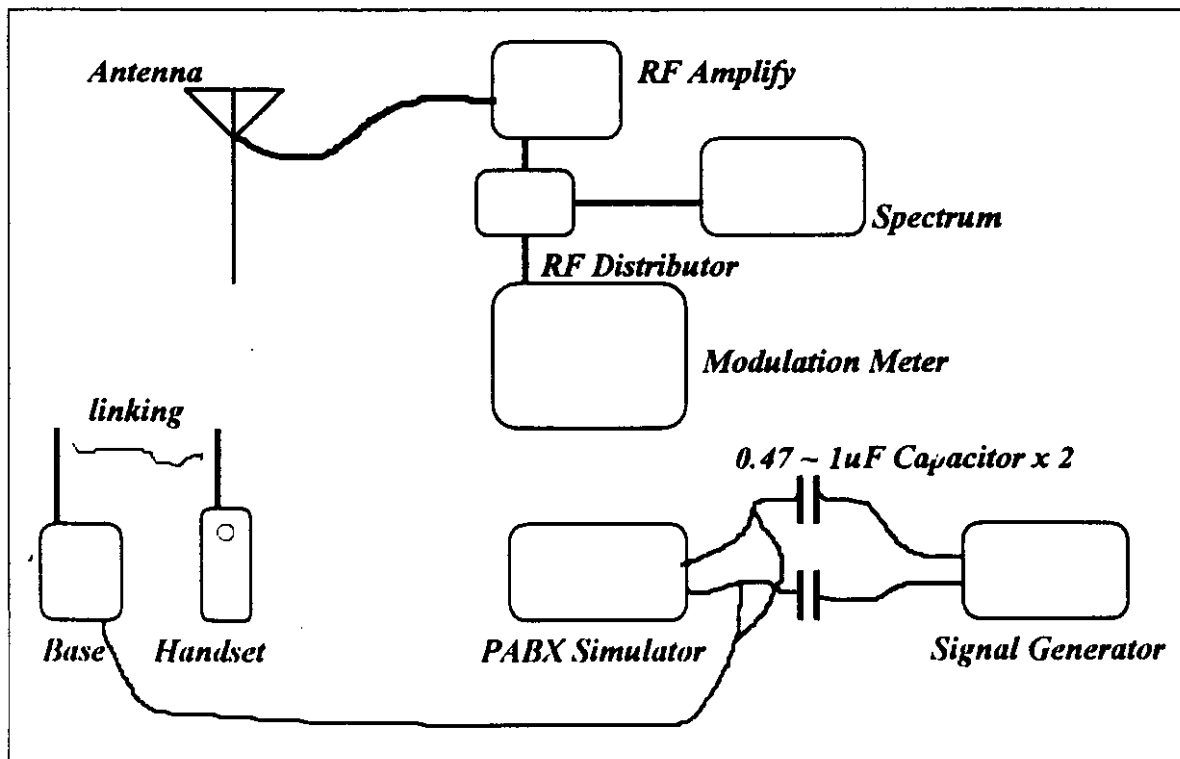 Antenna
RF Amplify
Spectrum
RF Distributor
Modulation Meter
linking
0.47 ~ 1uF Capacitor x 2
Base
Handset
PABX Simulator
Signal Generator